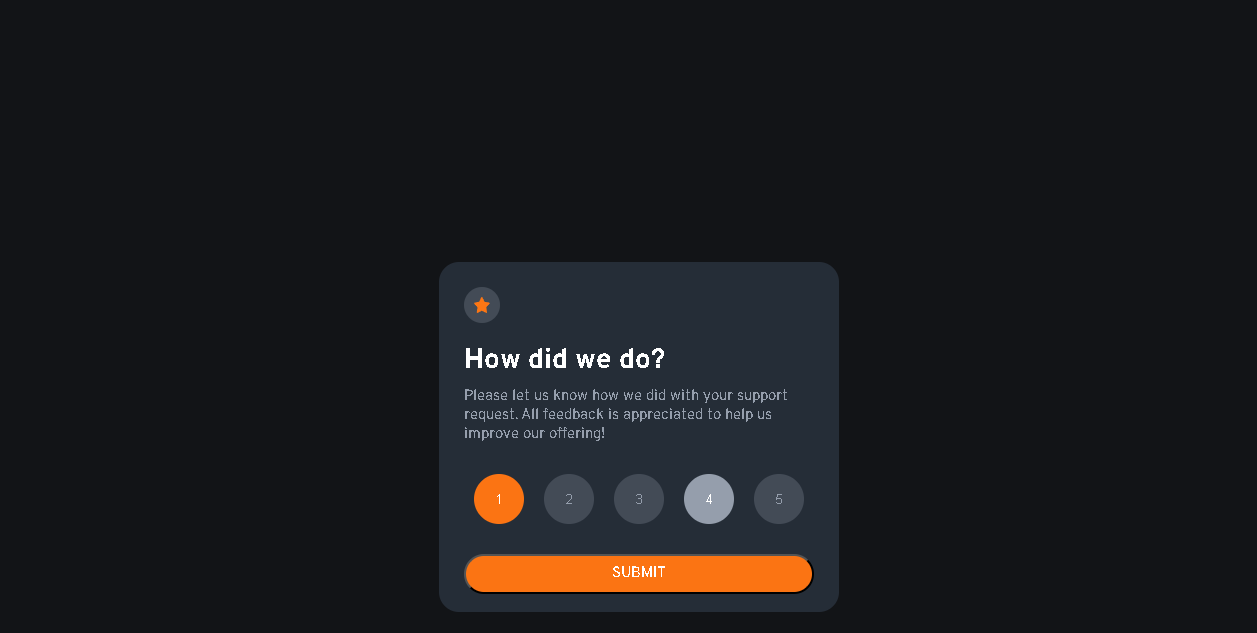 How did we do?
Please let us know how we did with your support
request. All feedback is appreciated to help us
improve our offering!
1 2 3 4 5
SUBMIT